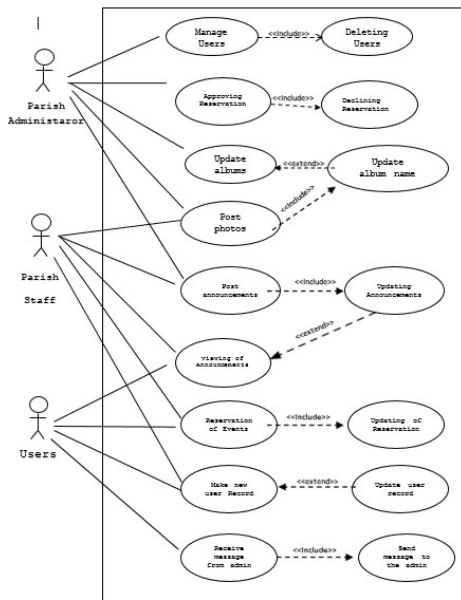 Manage
Users
<<Include>>
Deleting
Users
Parish
Administaror
Approving
Reservation
<<Include>>
Declining
Reservation
Update
albums
<<extend>>
Update
album name
<<Include>>
Post
photos
Parish
Staff
Post
announcements
<<Include>>
Updating
Announcements
<<extend>>
Viewing of
Announcements
Users
Reservation
of Events
<<Include>>
Updating of
Reservation
Make new
user Record
<<extend>>
Update user
record
Receive
message
from admin
<<Include>>
Send
message to
the admin